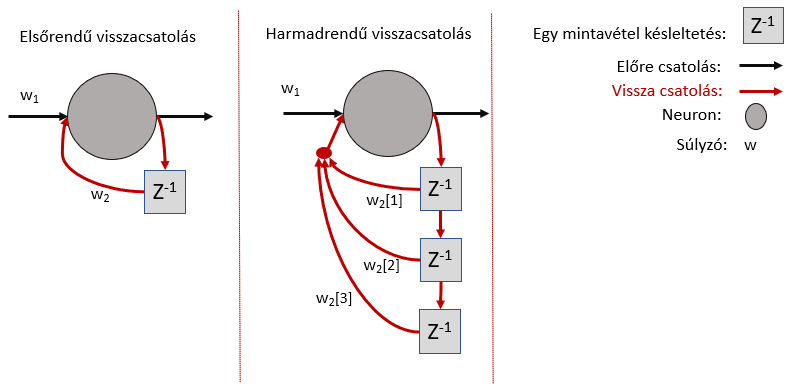 Elsőrendű visszacsatolás
w₁
w₂
Z⁻¹
Harmadrendű visszacsatolás
w₁
Z⁻¹
w₂[1]
Z⁻¹
w₂[2]
w₂[3]
Z⁻¹
Egy mintavétel késleltetés: Z⁻¹
Előre csatolás:
Vissza csatolás:
Neuron:
Súlyzó: w